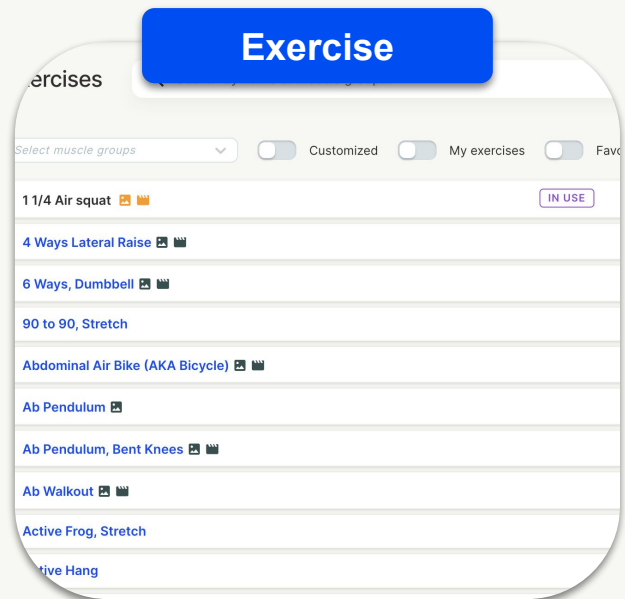 Exercise
ercises
Select muscle groups
Customized
My exercises
Favo
1 1/4 Air squat
IN USE
4 Ways Lateral Raise
6 Ways, Dumbbell
90 to 90, Stretch
Abdominal Air Bike (AKA Bicycle)
Ab Pendulum
Ab Pendulum, Bent Knees
Ab Walkout
Active Frog, Stretch
tive Hang